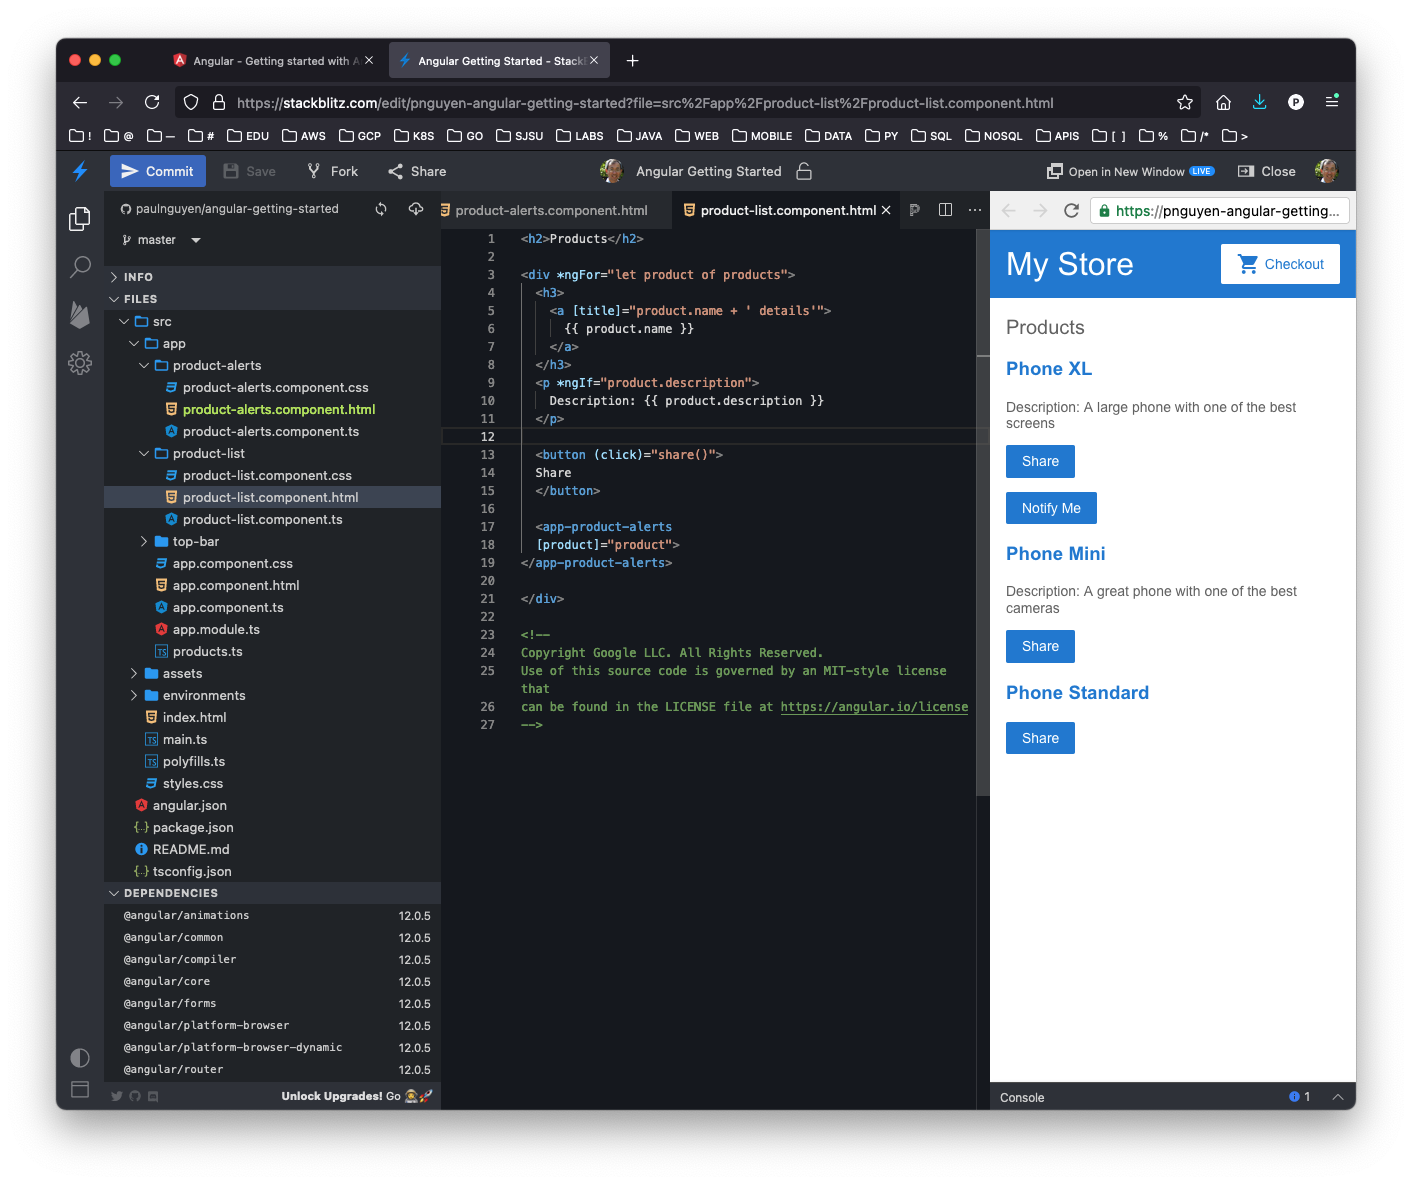 Angular - Getting started with A
Angular Getting Started - StackB
https://stackblitz.com/edit/pnguyen-angular-getting-started?file=src%2Fapp%2Fproduct-list%2Fproduct-list.component.html
P
! @ — # EDU AWS GCP K8S GO SJSU LABS JAVA WEB MOBILE DATA PY SQL NOSQL APIS [ ] % /* >
Commit Save Fork Share Angular Getting Started Open in New Window LIVE Close
paulnguyen/angular-getting-started
master
INFO
FILES
src
app
product-alerts
product-alerts.component.css
product-alerts.component.html
product-alerts.component.ts
product-list
product-list.component.css
product-list.component.html
product-list.component.ts
top-bar
app.component.css
app.component.html
app.component.ts
app.module.ts
TS products.ts
assets
environments
index.html
TS main.ts
TS polyfills.ts
styles.css
angular.json
{..} package.json
README.md
{..} tsconfig.json
DEPENDENCIES
@angular/animations 12.0.5
@angular/common 12.0.5
@angular/compiler 12.0.5
@angular/core 12.0.5
@angular/forms 12.0.5
@angular/platform-browser 12.0.5
@angular/platform-browser-dynamic 12.0.5
@angular/router 12.0.5
Unlock Upgrades! Go
product-alerts.component.html product-list.component.html
1 <h2>Products</h2>
2
3 <div *ngFor="let product of products">
4 <h3>
5 <a [title]="product.name + ' details'">
6 {{ product.name }}
7 </a>
8 </h3>
9 <p *ngIf="product.description">
10 Description: {{ product.description }}
11 </p>
12
13 <button (click)="share()">
14 Share
15 </button>
16
17 <app-product-alerts
18 [product]="product">
19 </app-product-alerts>
20
21 </div>
22
23 <!--
24 Copyright Google LLC. All Rights Reserved.
25 Use of this source code is governed by an MIT-style license
that
26 can be found in the LICENSE file at https://angular.io/license
27 -->
https://pnguyen-angular-getting...
My Store
Checkout
Products
Phone XL
Description: A large phone with one of the best
screens
Share
Notify Me
Phone Mini
Description: A great phone with one of the best
cameras
Share
Phone Standard
Share
Console 1